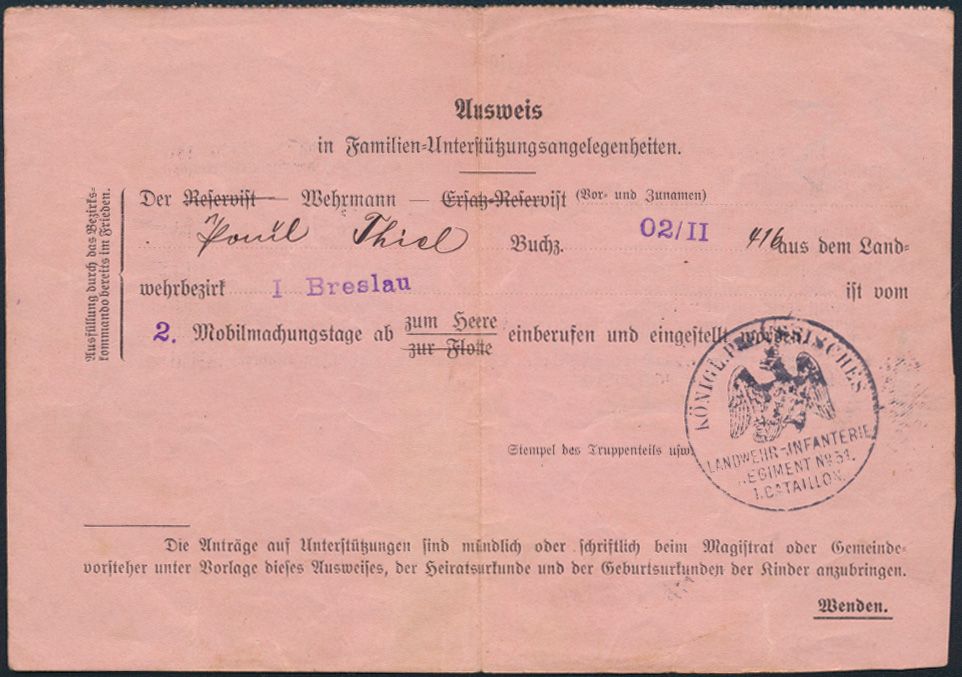 Ausweis
in Familien-Unterstützungsangelegenheiten.
Ausfüllung durch das Bezirks-
kommando bereits im Frieden.
Der Reservist — Wehrmann — Ersatz-Reservist (Vor- und Zunamen)
Paul Thiel Buchz. 02/II 416 aus dem Land-
wehrbezirk I Breslau ist vom
2. Mobilmachungstage ab zum Heere
zur Flotte
einberufen und eingestellt worden.
KÖNIGL. PREUSSISCHES
LANDWEHR-INFANTERIE
REGIMENT No 51.
I. BATAILLON.
Stempel des Truppenteils usw.
Die Anträge auf Unterstützungen sind mündlich oder schriftlich beim Magistrat oder Gemeinde-
vorsteher unter Vorlage dieses Ausweises, der Heiratsurkunde und der Geburtsurkunden der Kinder anzubringen.
Wenden.